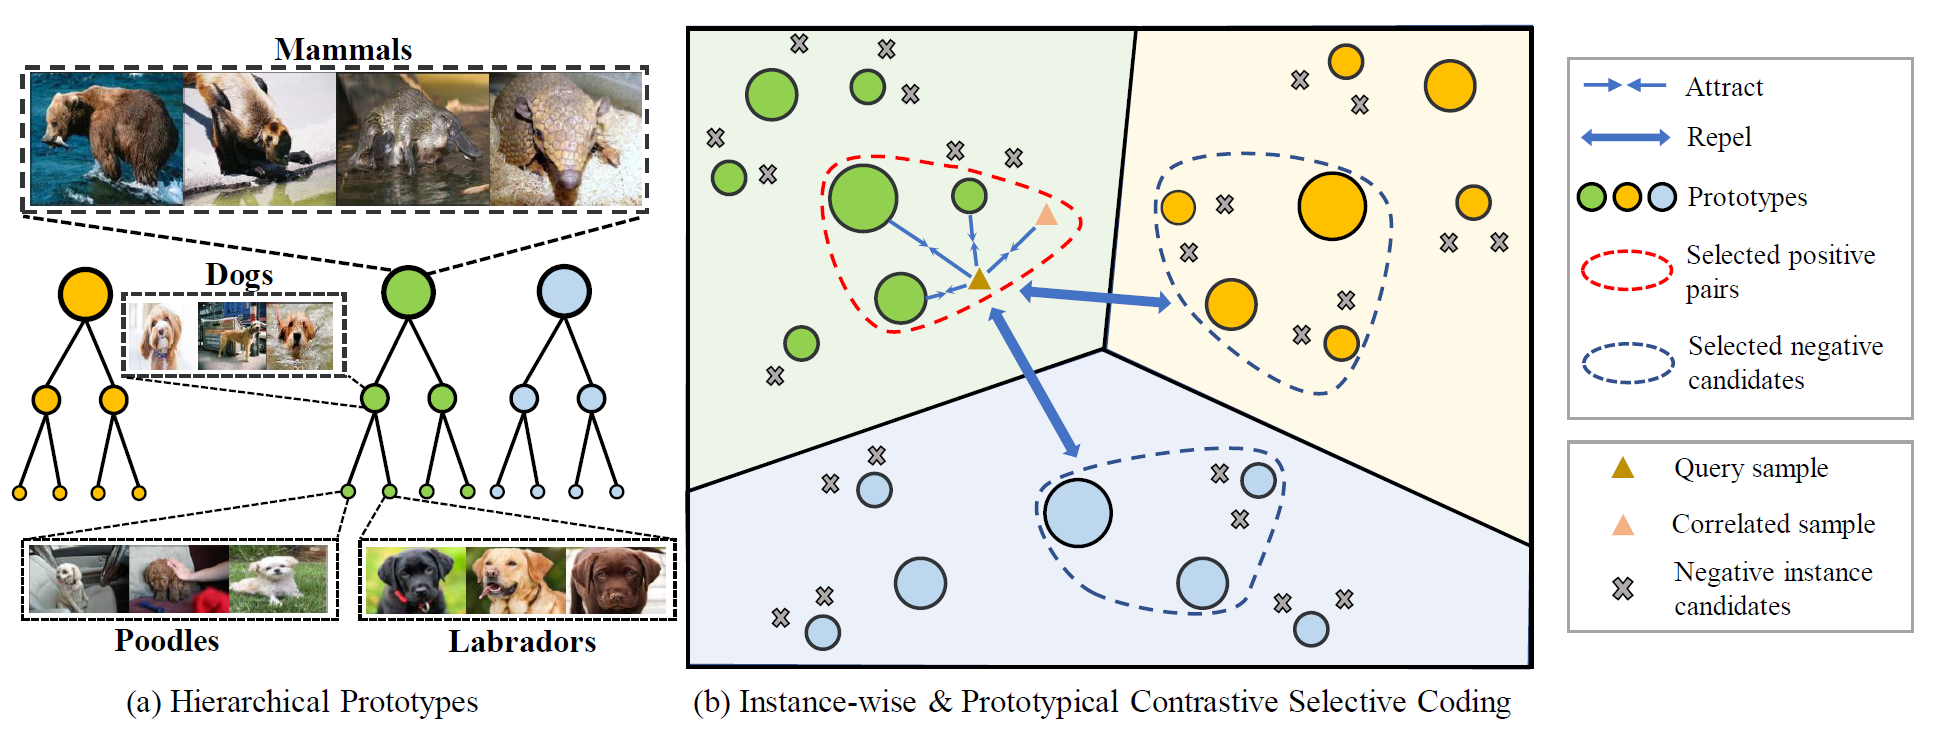 Mammals
Dogs
Poodles
Labradors
(a) Hierarchical Prototypes
(b) Instance-wise & Prototypical Contrastive Selective Coding
Attract
Repel
Prototypes
Selected positive
pairs
Selected negative
candidates
Query sample
Correlated sample
Negative instance
candidates